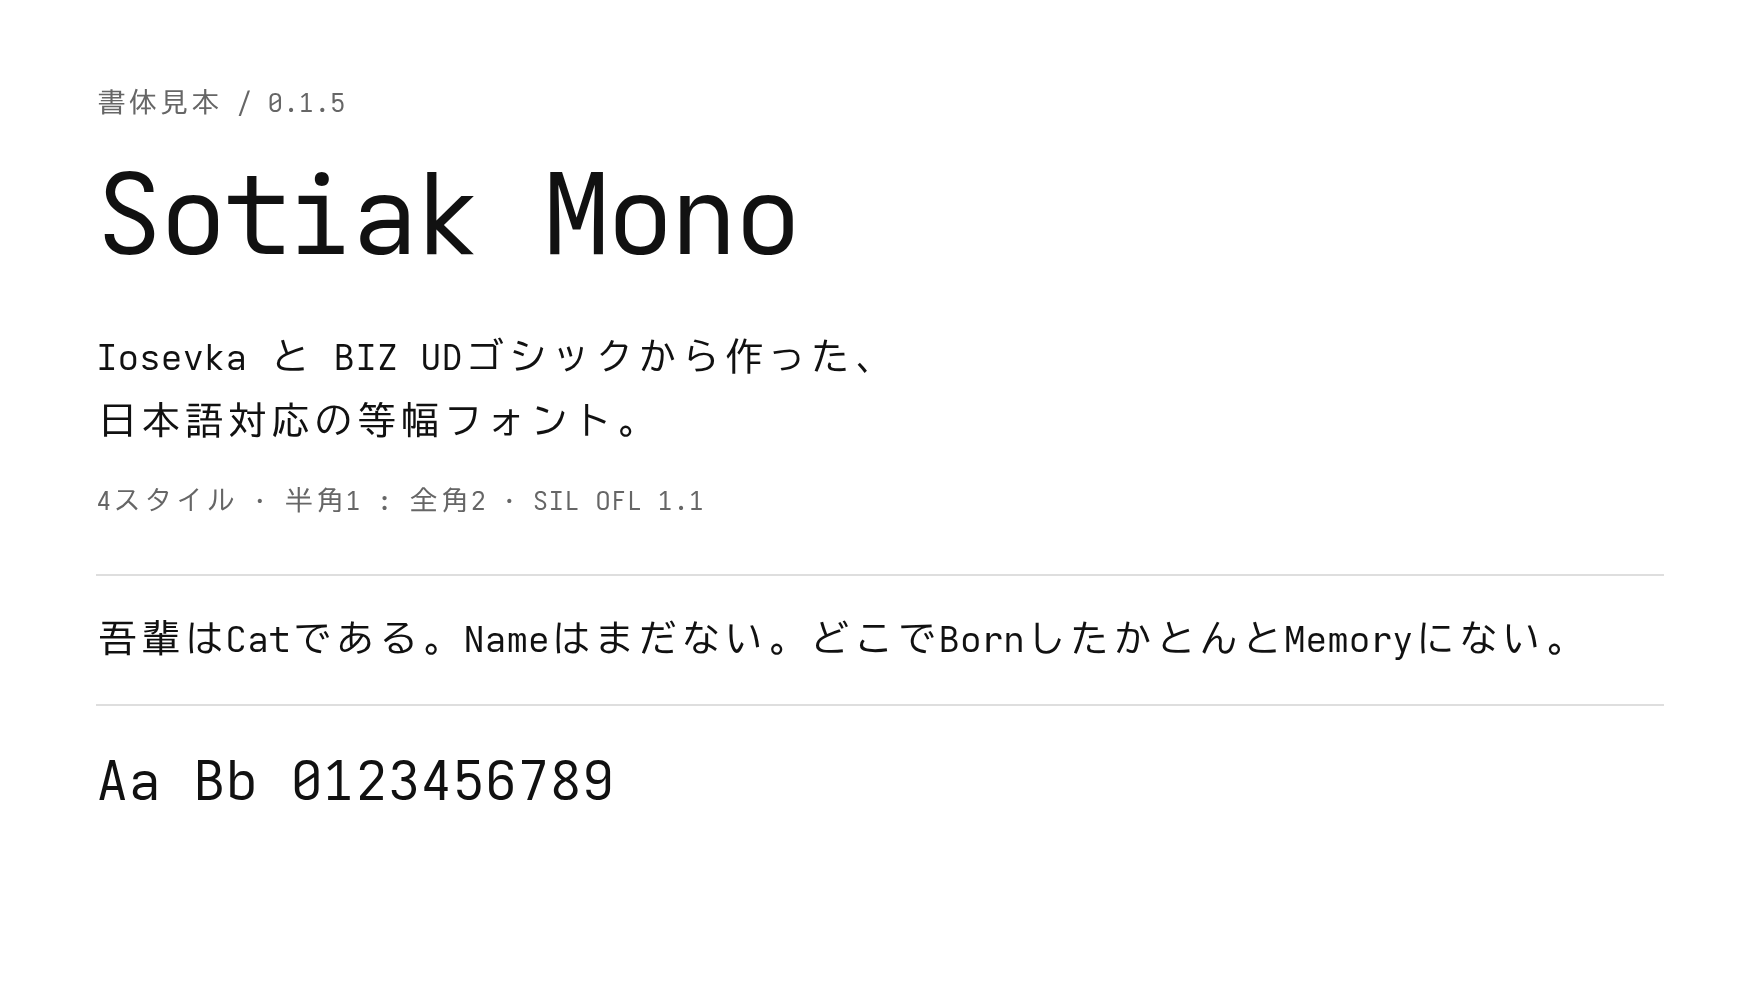 書体見本 / 0.1.5
Sotiak Mono
Iosevka と BIZ UDゴシックから作った、
日本語対応の等幅フォント。
4スタイル · 半角1 : 全角2 · SIL OFL 1.1
吾輩はCatである。Nameはまだない。どこでBornしたかとんとMemoryにない。
Aa Bb 0123456789